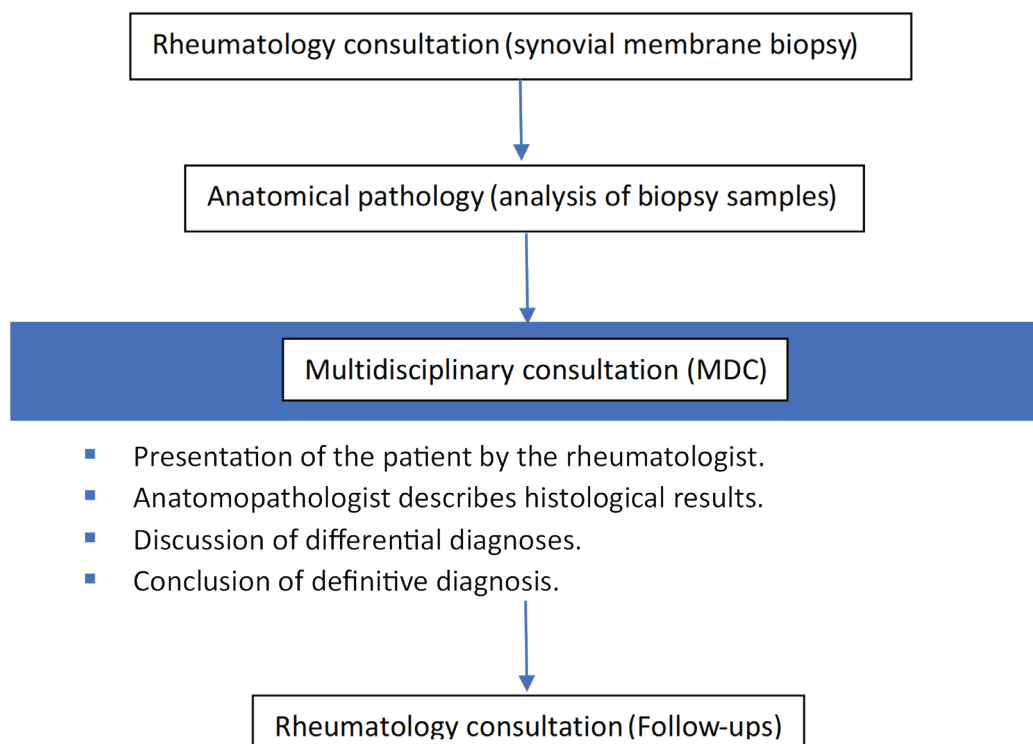 Rheumatology consultation (synovial membrane biopsy)
Anatomical pathology (analysis of biopsy samples)
Multidisciplinary consultation (MDC)
Presentation of the patient by the rheumatologist.
Anatomopathologist describes histological results.
Discussion of differential diagnoses.
Conclusion of definitive diagnosis.
Rheumatology consultation (Follow-ups)